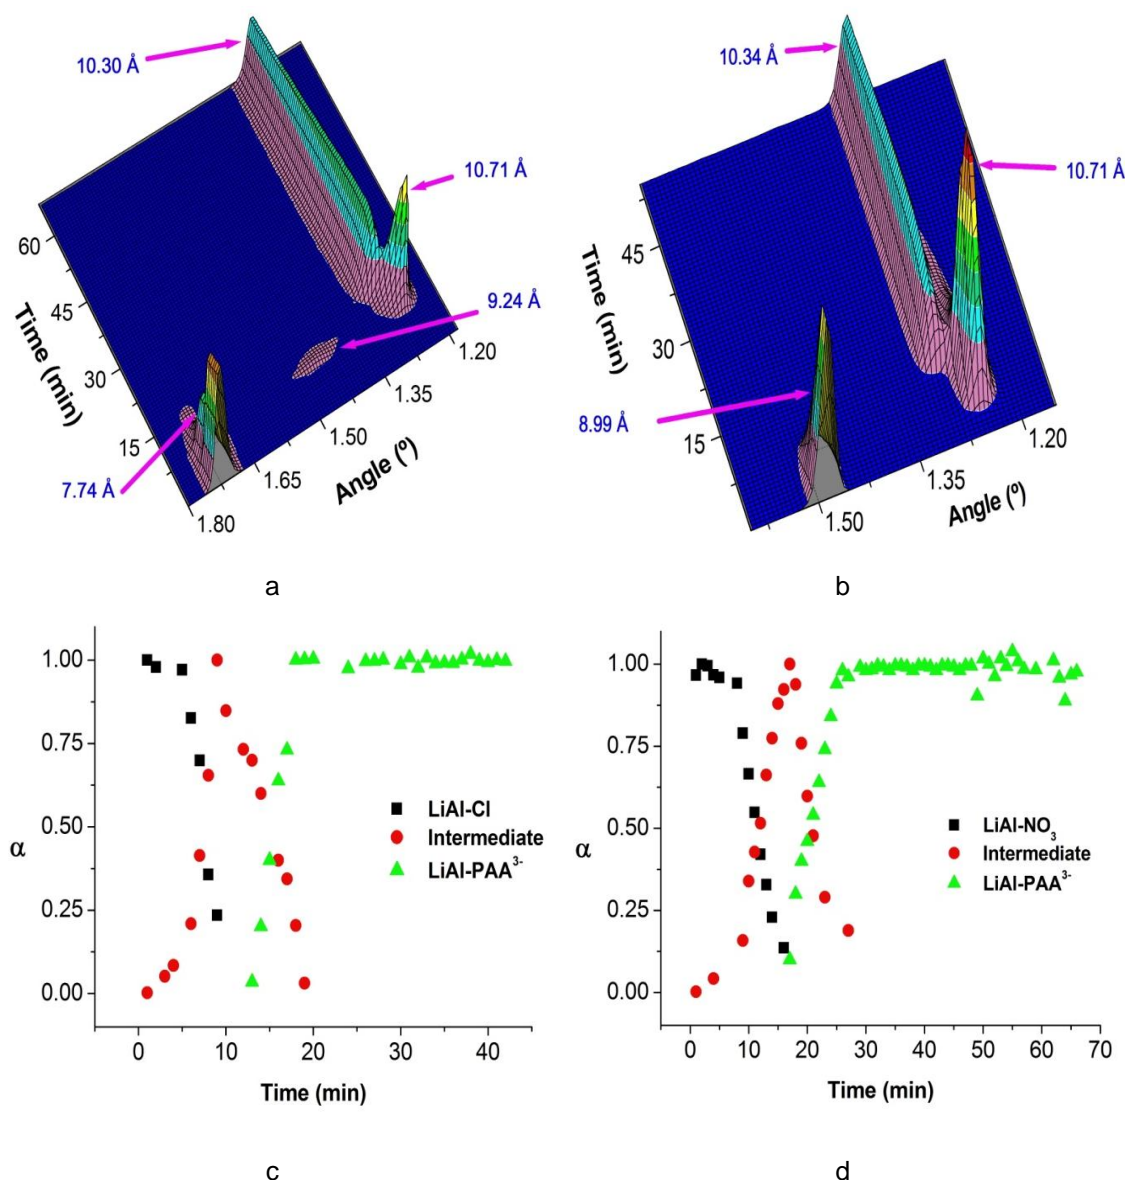 10.30 Å
10.71 Å
9.24 Å
7.74 Å
60
45
30
15
Time (min)
1.20
1.35
1.50
1.65
1.80
Angle (º)
a
10.34 Å
10.71 Å
8.99 Å
45
30
15
Time (min)
1.20
1.35
1.50
Angle (º)
b
1.00
0.75
0.50
0.25
0.00
α
LiAl-Cl
Intermediate
LiAl-PAA³⁻
0 10 20 30 40
Time (min)
c
1.00
0.75
0.50
0.25
0.00
α
LiAl-NO₃
Intermediate
LiAl-PAA³⁻
0 10 20 30 40 50 60 70
Time (min)
d